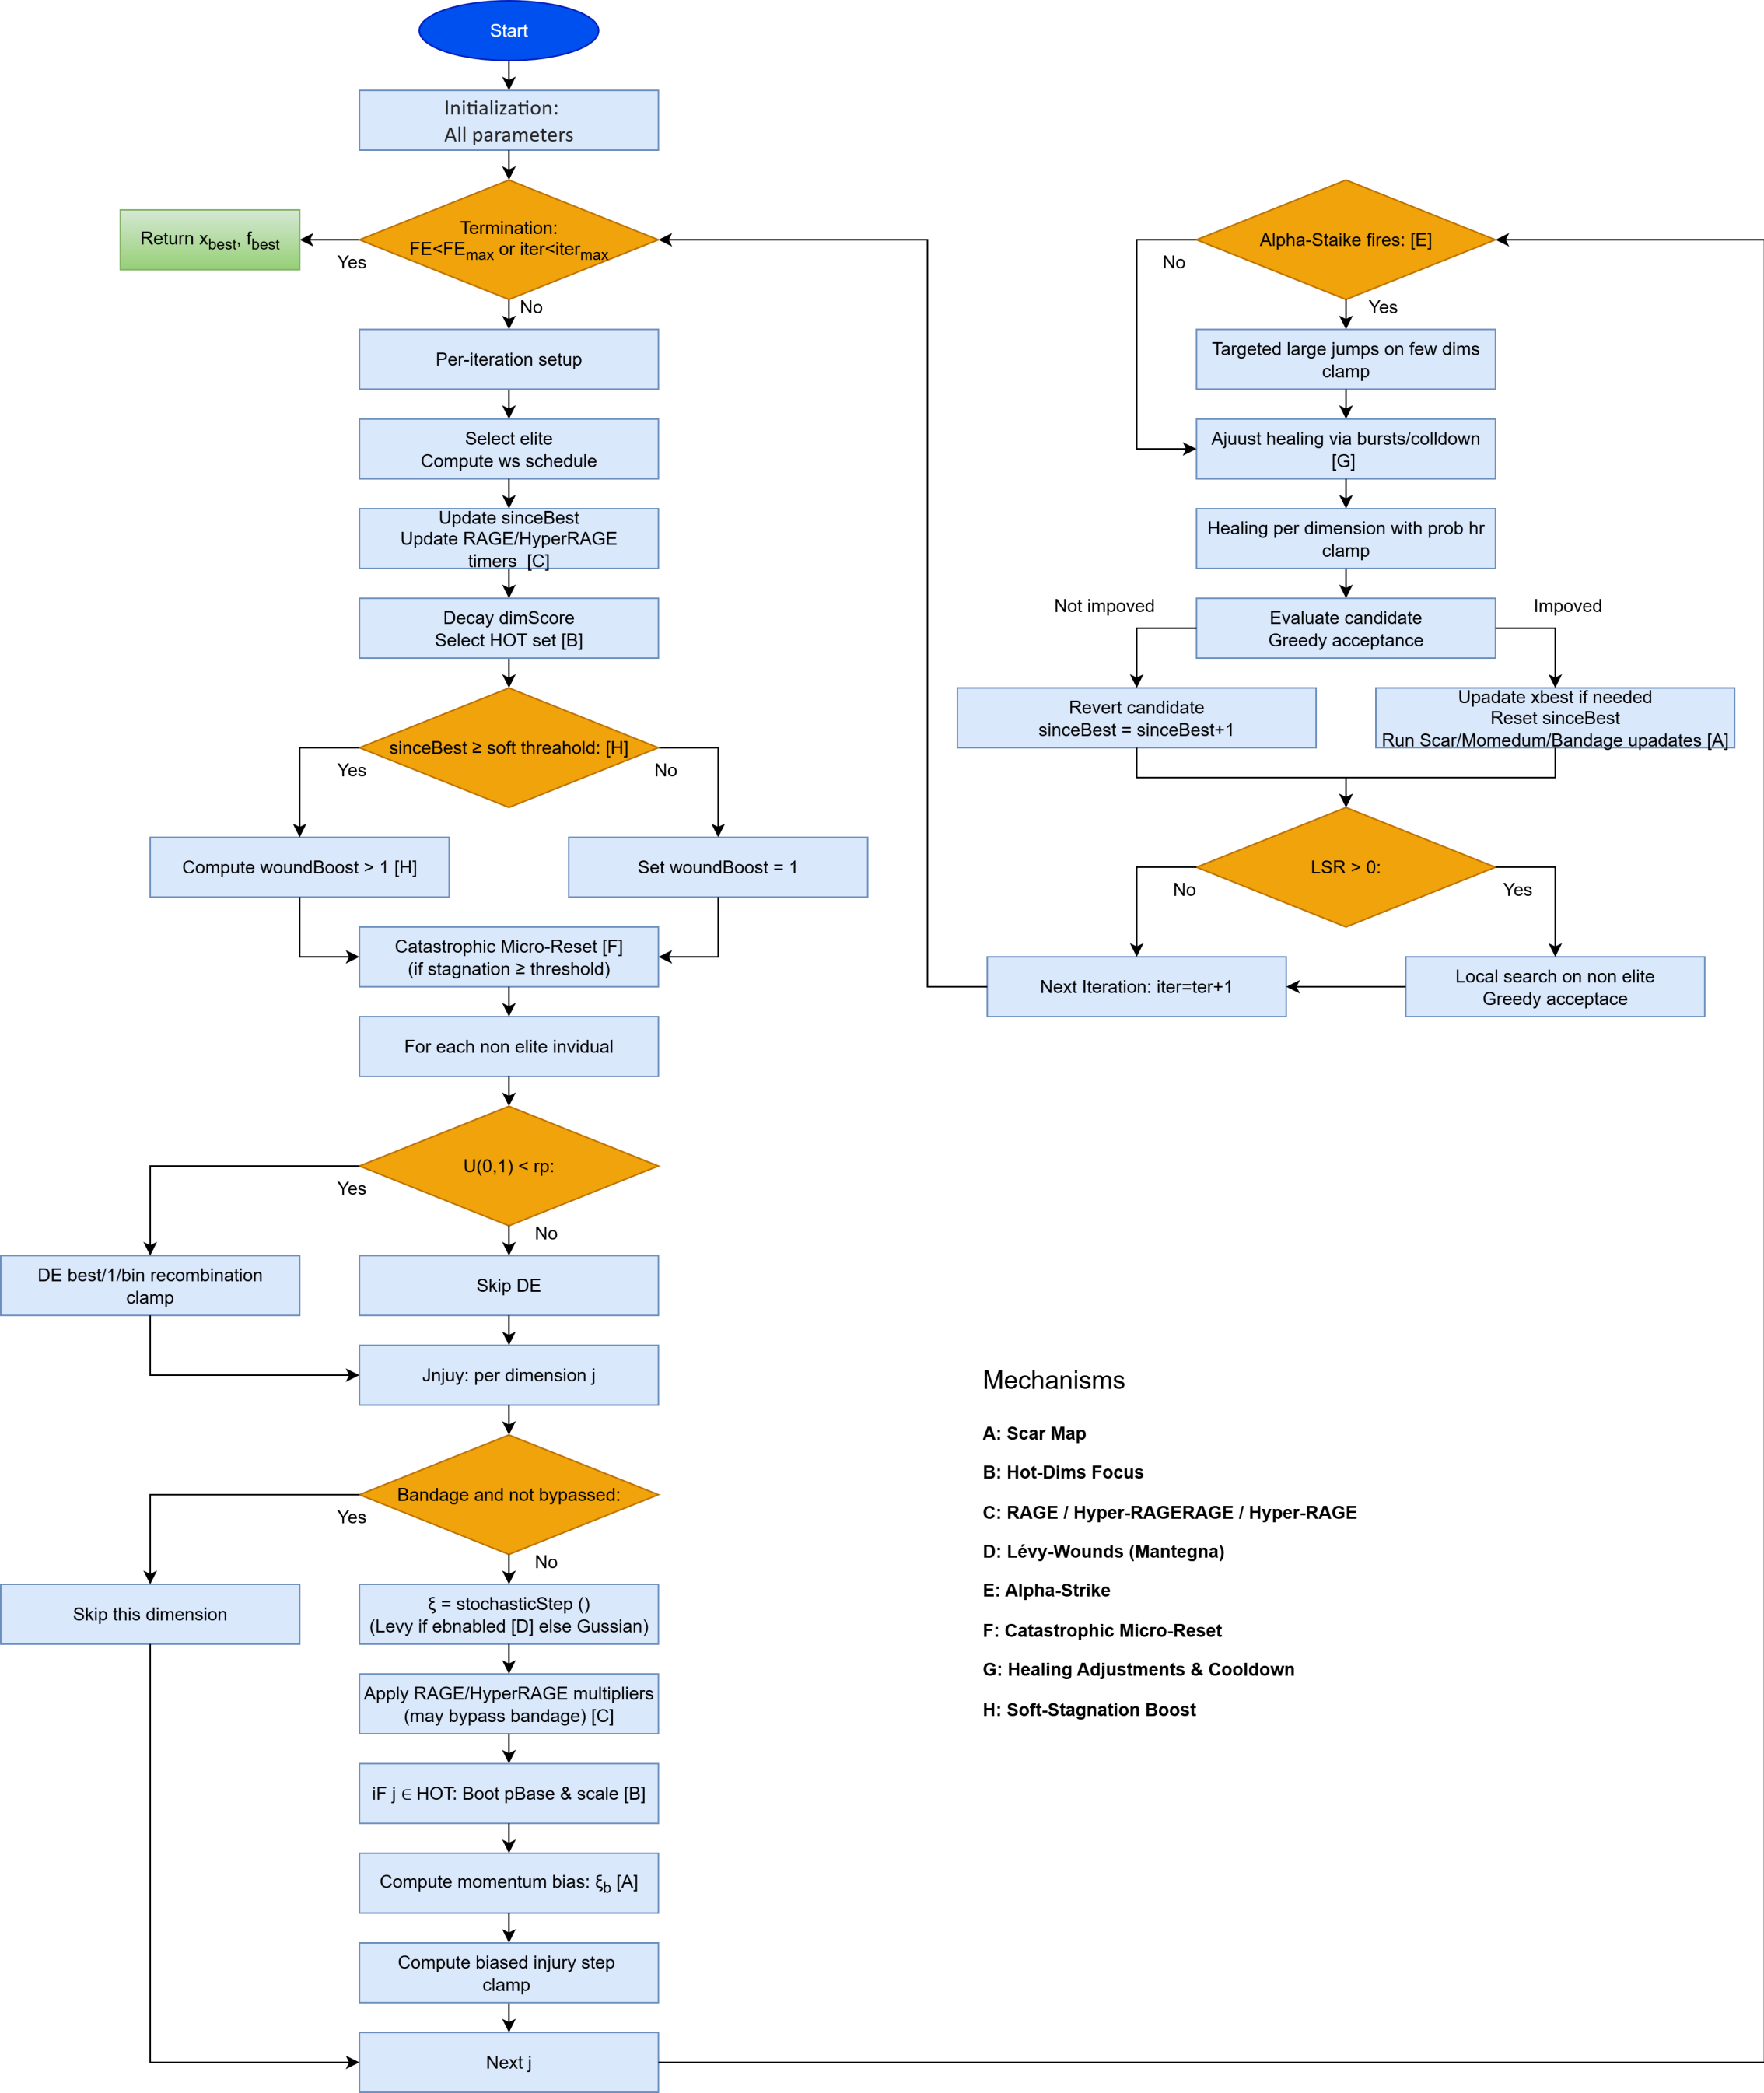 Start
Initialization:
All parameters
Termination:
FE<FEmax or iter<itermax
Yes
No
Return xbest, fbest
Per-iteration setup
Select elite
Compute ws schedule
Update sinceBest
Update RAGE/HyperRAGE
timers [C]
Decay dimScore
Select HOT set [B]
sinceBest ≥ soft threahold: [H]
Yes
No
Compute woundBoost > 1 [H]
Set woundBoost = 1
Catastrophic Micro-Reset [F]
(if stagnation ≥ threshold)
For each non elite invidual
U(0,1) < rp:
Yes
No
DE best/1/bin recombination
clamp
Skip DE
Jnjuy: per dimension j
Bandage and not bypassed:
Yes
No
Skip this dimension
ξ = stochasticStep ()
(Levy if ebnabled [D] else Gussian)
Apply RAGE/HyperRAGE multipliers
(may bypass bandage) [C]
iF j ∈ HOT: Boot pBase & scale [B]
Compute momentum bias: ξb [A]
Compute biased injury step
clamp
Next j
Alpha-Staike fires: [E]
No
Yes
Targeted large jumps on few dims
clamp
Ajuust healing via bursts/colldown
[G]
Healing per dimension with prob hr
clamp
Not impoved
Impoved
Evaluate candidate
Greedy acceptance
Revert candidate
sinceBest = sinceBest+1
Upadate xbest if needed
Reset sinceBest
Run Scar/Momedum/Bandage upadates [A]
LSR > 0:
No
Yes
Next Iteration: iter=ter+1
Local search on non elite
Greedy acceptace
Mechanisms
A: Scar Map
B: Hot-Dims Focus
C: RAGE / Hyper-RAGERAGE / Hyper-RAGE
D: Lévy-Wounds (Mantegna)
E: Alpha-Strike
F: Catastrophic Micro-Reset
G: Healing Adjustments & Cooldown
H: Soft-Stagnation Boost